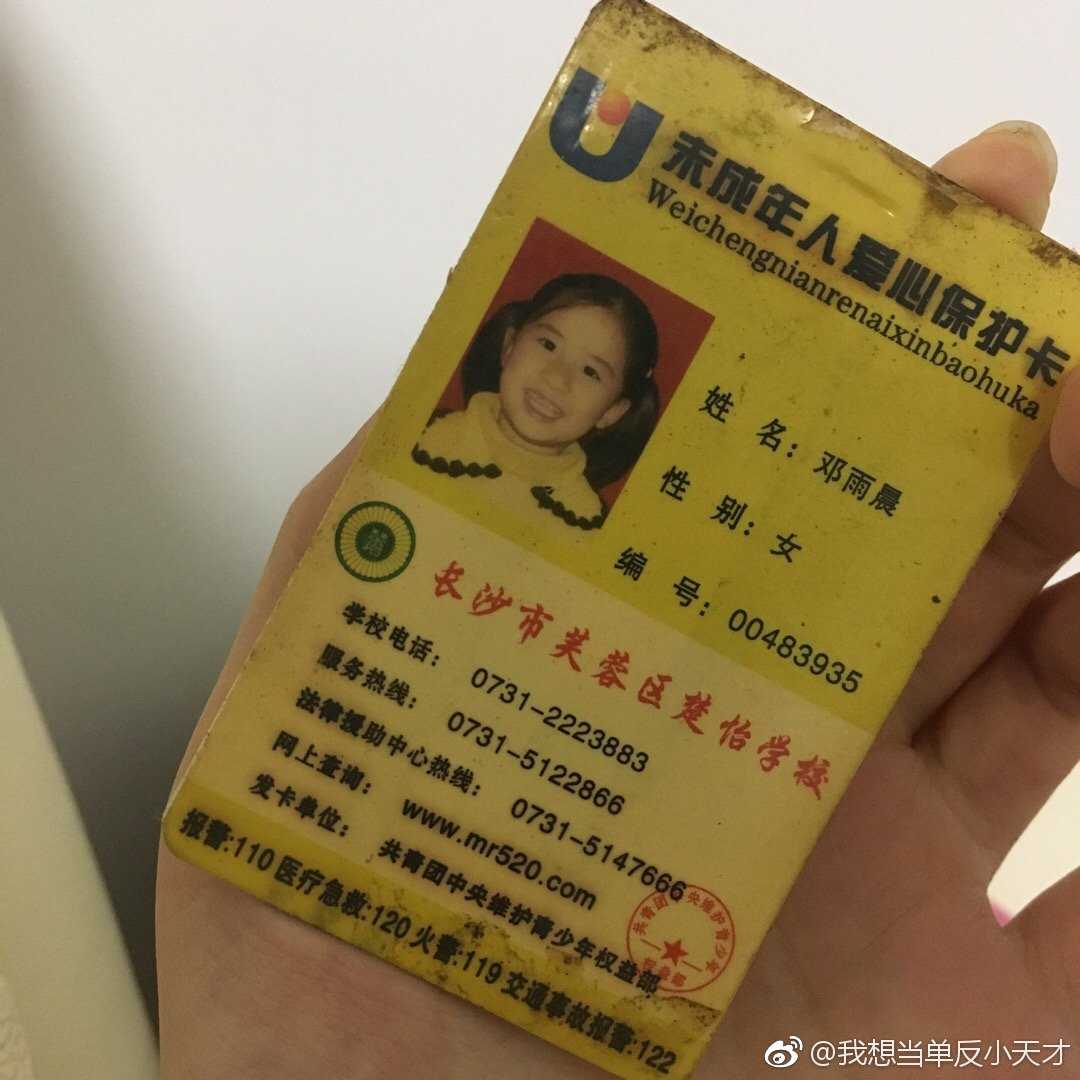 未成年人爱心保护卡
Weichengnianrenaixinbaohuka
姓 名：邓雨晨
性 别：女
编 号：00483935
长沙市芙蓉区楚怡学校
学校电话：0731-2223883
服务热线：0731-5122866
法律援助中心热线：0731-5147666
网上查询：www.mr520.com
发卡单位：共青团中央维护青少年权益部
报警:110 医疗急救:120 火警:119 交通事故报警:122
@我想当单反小天才